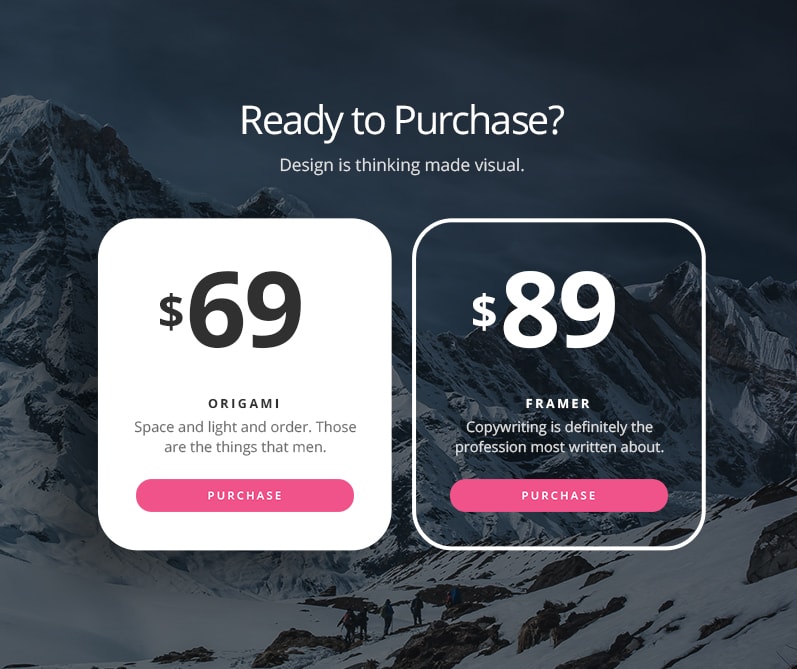 Ready to Purchase?
Design is thinking made visual.
$69
ORIGAMI
Space and light and order. Those
are the things that men.
PURCHASE
$89
FRAMER
Copywriting is definitely the
profession most written about.
PURCHASE